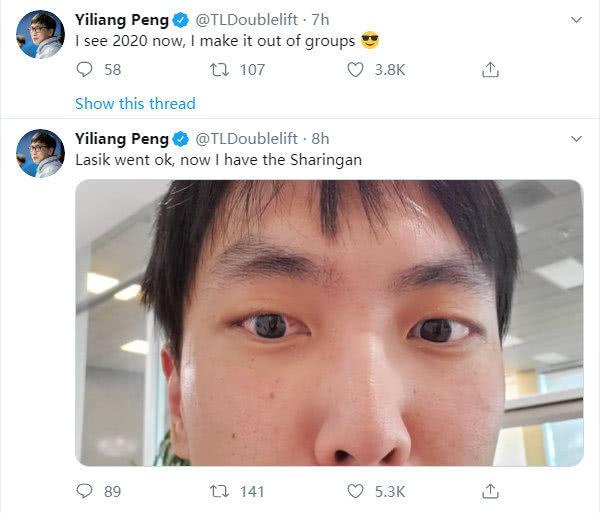 Yiliang Peng @TLDoublelift · 7h
I see 2020 now, I make it out of groups 😎
58 107 3.8K
Show this thread
Yiliang Peng @TLDoublelift · 8h
Lasik went ok, now I have the Sharingan
89 141 5.3K